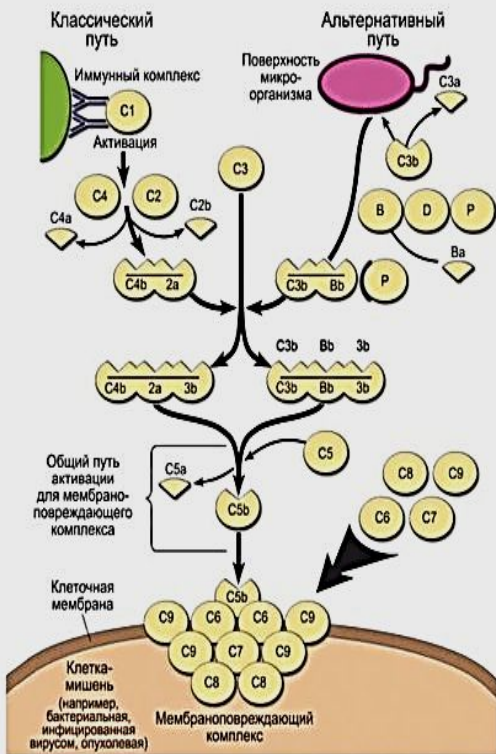 Классический
путь
Альтернативный
путь
Иммунный комплекс
C1
Активация
Поверхность
микро-
организма
C3a
C3b
C3
C4
C2
C4a
C2b
B
D
P
Ba
C4b 2a
C3b Bb
P
C3b Bb 3b
C4b 2a 3b
C3b Bb 3b
Общий путь
активации
для мембрано-
повреждающего
комплекса
C5
C5a
C5b
C8
C9
C6
C7
Клеточная
мембрана
C5b
C9
C6
C6
C9
C9
C7
C9
C8
C8
Клетка-
мишень
(например,
бактериальная,
инфицированная
вирусом, опухолевая)
Мембраноповреждающий
комплекс